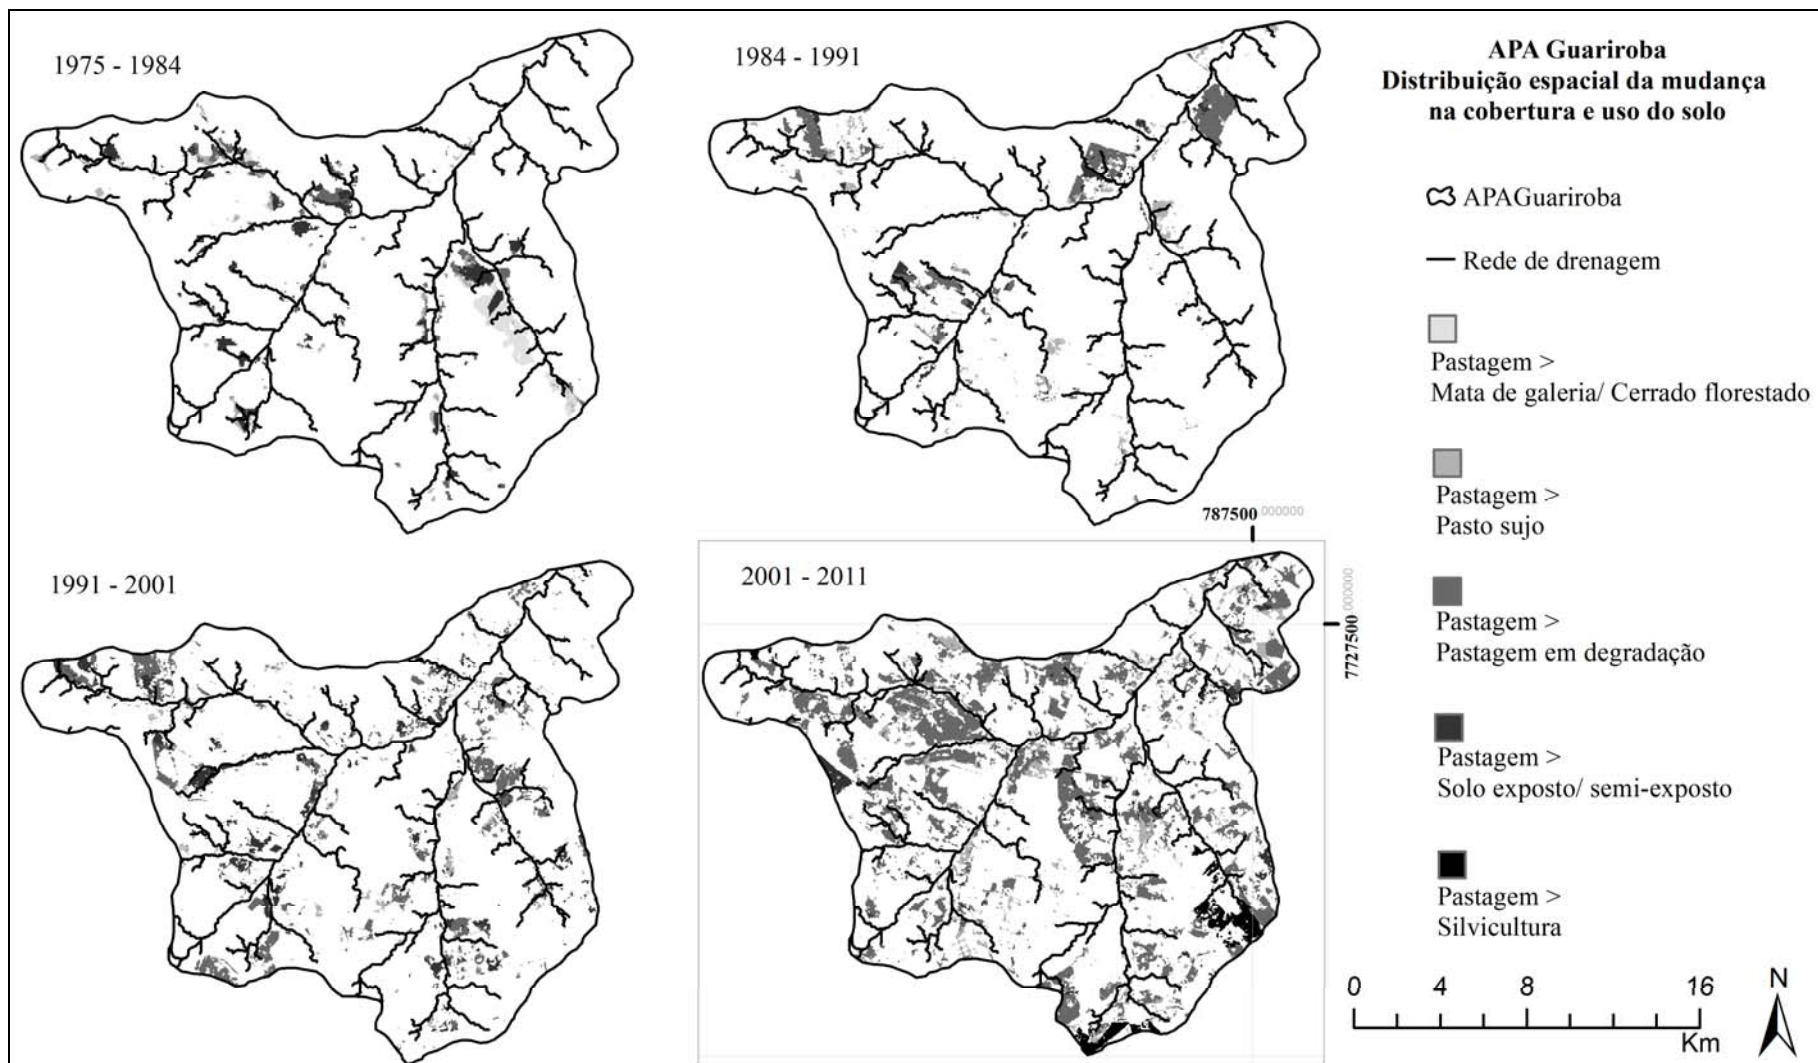 1975 - 1984
1984 - 1991
1991 - 2001
2001 - 2011
787500.000000
7727500.000000
APA Guariroba
Distribuição espacial da mudança
na cobertura e uso do solo
APAGuariroba
Rede de drenagem
Pastagem >
Mata de galeria/ Cerrado florestado
Pastagem >
Pasto sujo
Pastagem >
Pastagem em degradação
Pastagem >
Solo exposto/ semi-exposto
Pastagem >
Silvicultura
0 4 8 16
Km
N